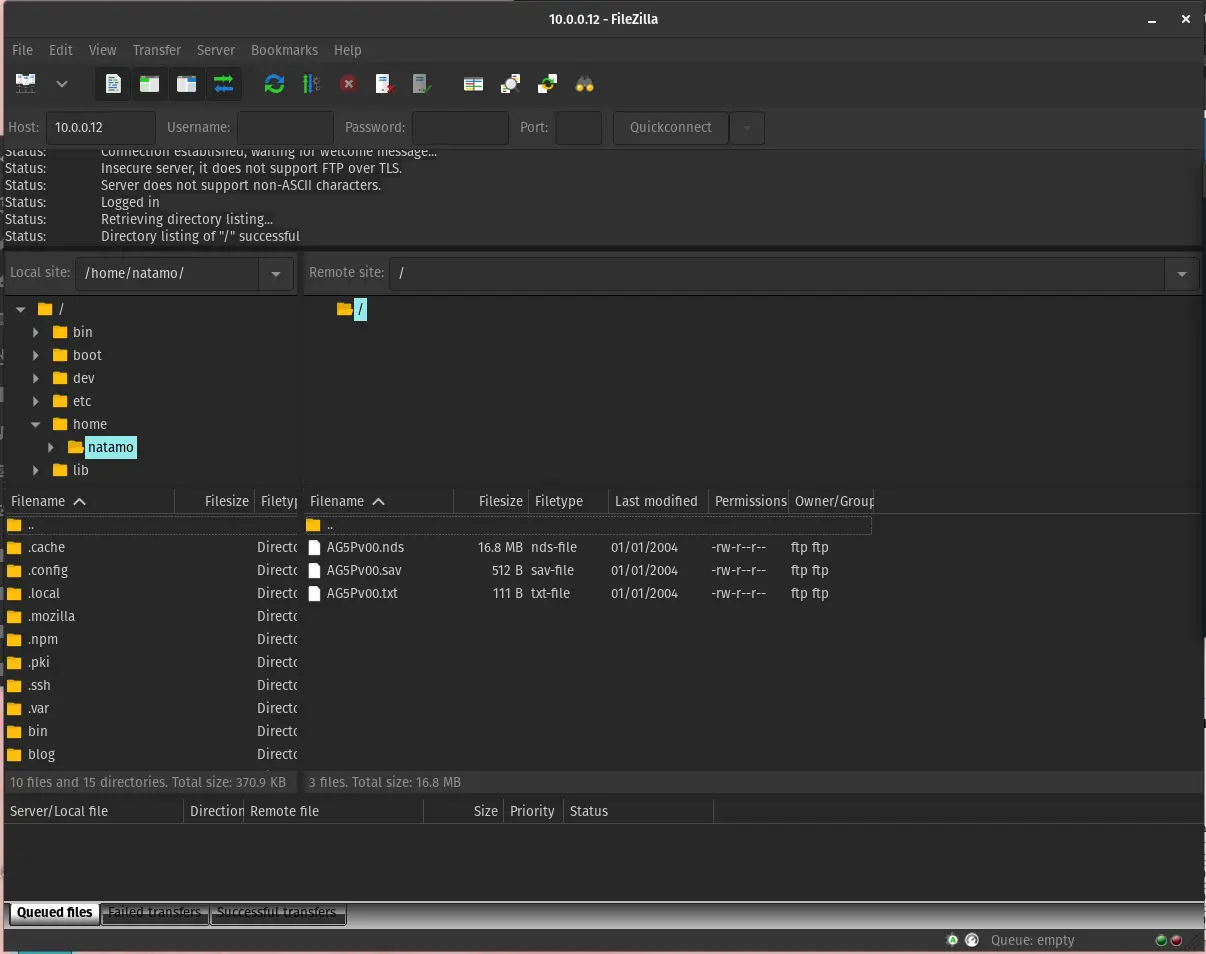 10.0.0.12 - FileZilla
File Edit View Transfer Server Bookmarks Help
Host: 10.0.0.12 Username: Password: Port: Quickconnect
Status: Connection established, waiting for welcome message...
Status: Insecure server, it does not support FTP over TLS.
Status: Server does not support non-ASCII characters.
Status: Logged in
Status: Retrieving directory listing...
Status: Directory listing of "/" successful
Local site: /home/natamo/ Remote site: /
/ /
bin
boot
dev
etc
home
natamo
lib
Filename Filesize Filetyp Filename Filesize Filetype Last modified Permissions Owner/Group
.. ..
.cache Directo AG5Pv00.nds 16.8 MB nds-file 01/01/2004 -rw-r--r-- ftp ftp
.config Directo AG5Pv00.sav 512 B sav-file 01/01/2004 -rw-r--r-- ftp ftp
.local Directo AG5Pv00.txt 111 B txt-file 01/01/2004 -rw-r--r-- ftp ftp
.mozilla Directo
.npm Directo
.pki Directo
.ssh Directo
.var Directo
bin Directo
blog Directo
10 files and 15 directories. Total size: 370.9 KB 3 files. Total size: 16.8 MB
Server/Local file Direction Remote file Size Priority Status
Queued files Failed transfers Successful transfers
Queue: empty